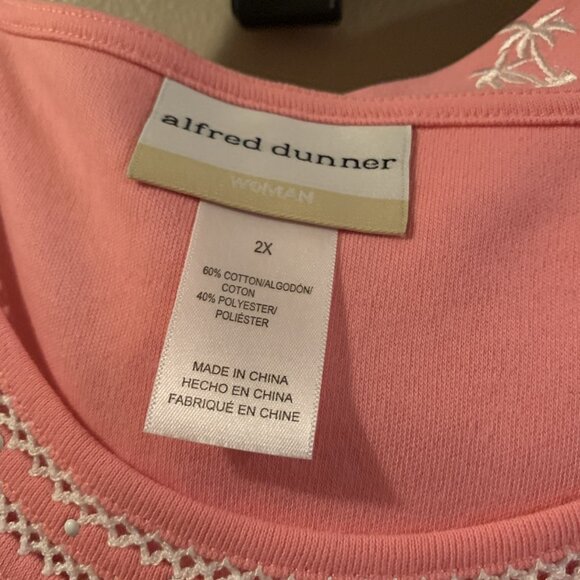 alfred dunner
WOMAN
2X
60% COTTON/ALGODÓN/
COTON
40% POLYESTER/
POLIÉSTER
MADE IN CHINA
HECHO EN CHINA
FABRIQUÉ EN CHINE